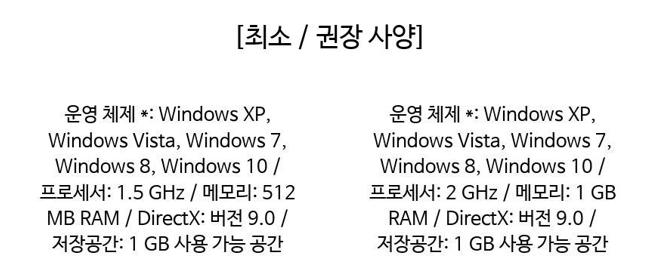 [최소 / 권장 사양]
운영 체제 *: Windows XP,
Windows Vista, Windows 7,
Windows 8, Windows 10 /
프로세서: 1.5 GHz / 메모리: 512
MB RAM / DirectX: 버전 9.0 /
저장공간: 1 GB 사용 가능 공간
운영 체제 *: Windows XP,
Windows Vista, Windows 7,
Windows 8, Windows 10 /
프로세서: 2 GHz / 메모리: 1 GB
RAM / DirectX: 버전 9.0 /
저장공간: 1 GB 사용 가능 공간